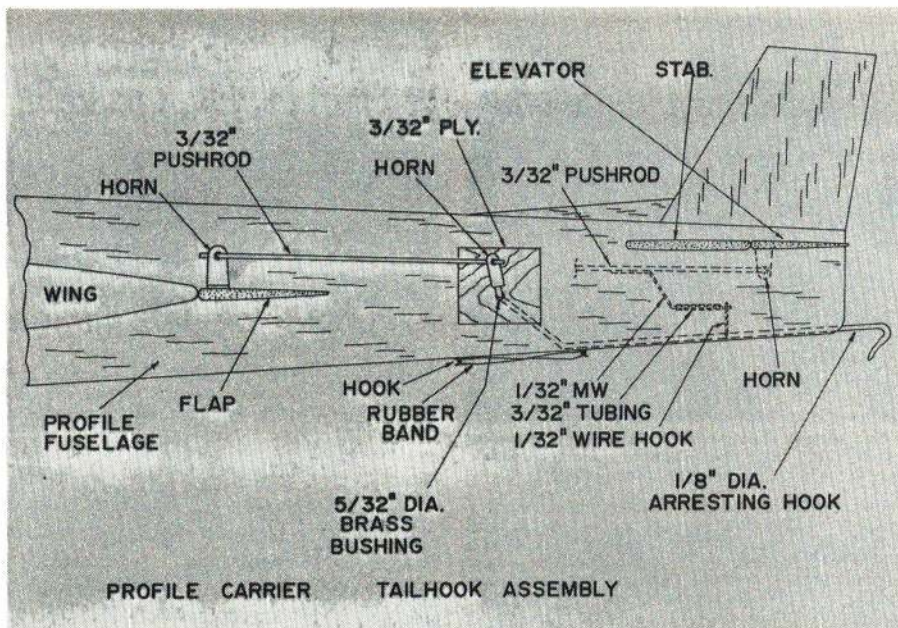 ELEVATOR
STAB.
3/32" PLY.
3/32"
PUSHROD
HORN
HORN
3/32" PUSHROD
WING
HOOK
FLAP
RUBBER
BAND
PROFILE
FUSELAGE
1/32" MW
3/32" TUBING
1/32" WIRE HOOK
HORN
5/32" DIA.
BRASS
BUSHING
1/8" DIA.
ARRESTING HOOK
PROFILE CARRIER TAILHOOK ASSEMBLY